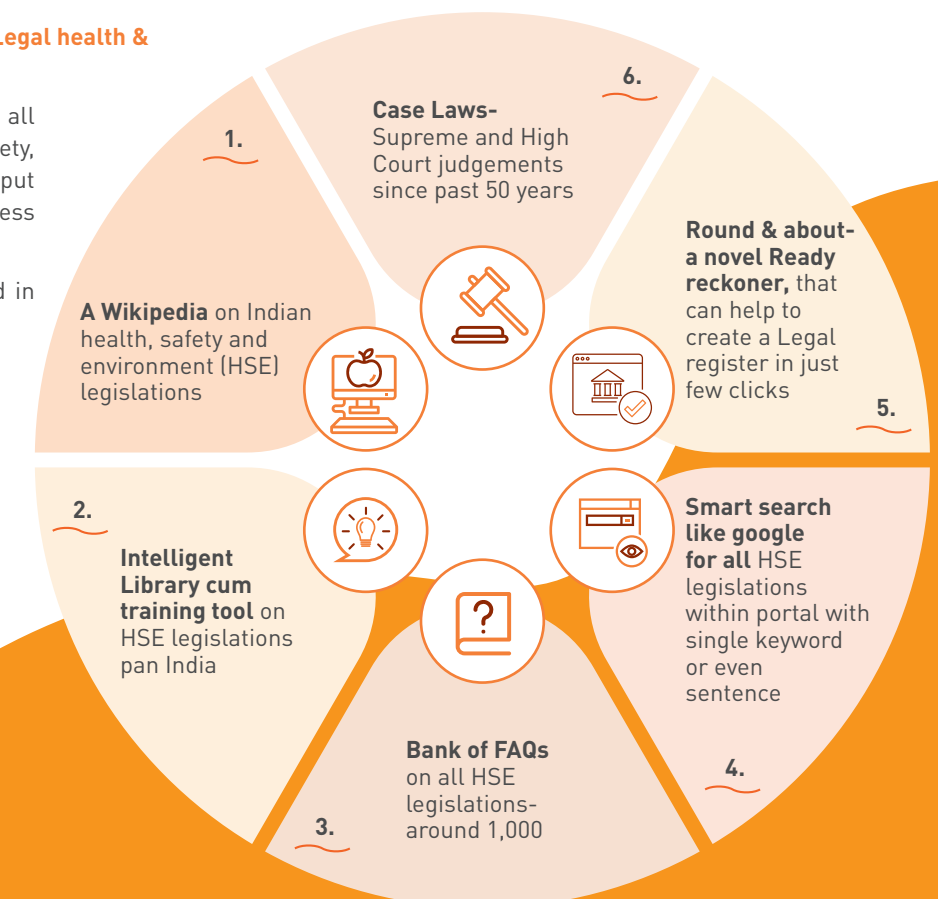 Legal health &
all
ety,
put
ess
d in
1.
A Wikipedia on Indian
health, safety and
environment (HSE)
legislations
2.
Intelligent
Library cum
training tool on
HSE legislations
pan India
3.
Bank of FAQs
on all HSE
legislations-
around 1,000
4.
Smart search
like google
for all HSE
legislations
within portal with
single keyword
or even
sentence
5.
Round & about-
a novel Ready
reckoner, that
can help to
create a Legal
register in just
few clicks
6.
Case Laws-
Supreme and High
Court judgements
since past 50 years
?